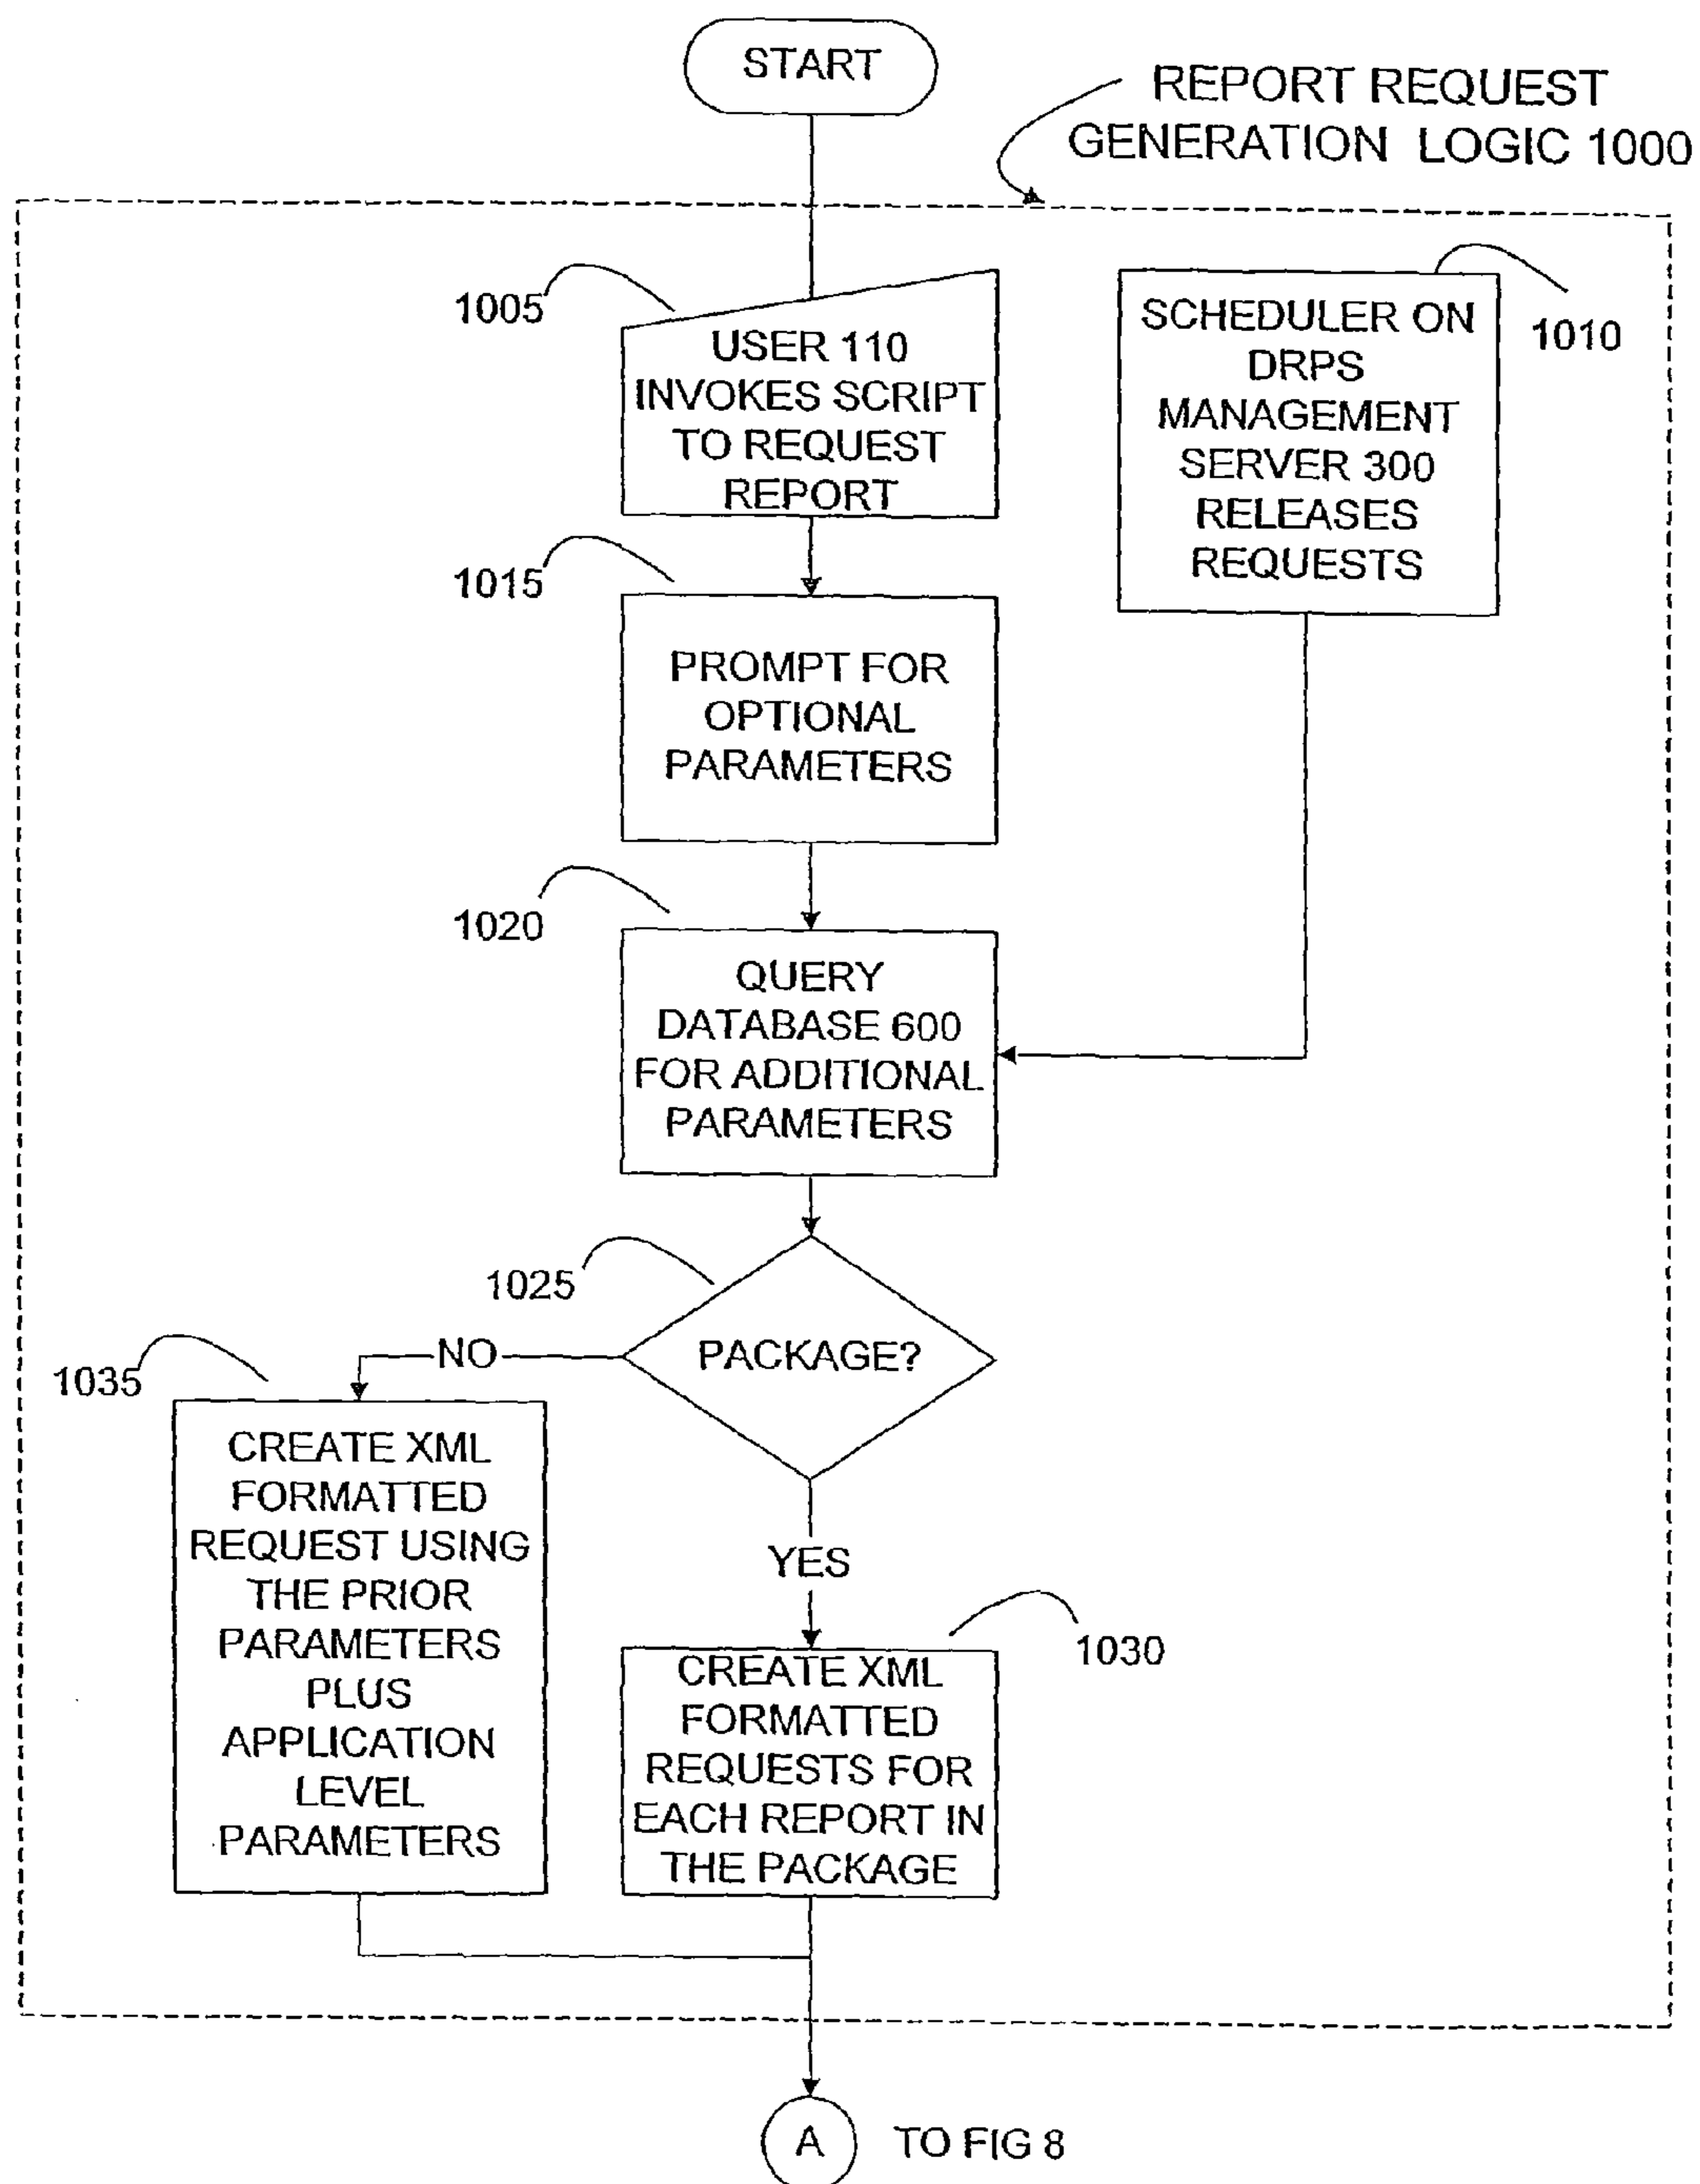 START
REPORT REQUEST
GENERATION LOGIC 1000
1005
USER 110
INVOKES SCRIPT
TO REQUEST
REPORT
SCHEDULER ON
DRPS
MANAGEMENT
SERVER 300
RELEASES
REQUESTS
1010
1015
PROMPT FOR
OPTIONAL
PARAMETERS
1020
QUERY
DATABASE 600
FOR ADDITIONAL
PARAMETERS
1025
PACKAGE?
NO
1035
CREATE XML
FORMATTED
REQUEST USING
THE PRIOR
PARAMETERS
PLUS
APPLICATION
LEVEL
PARAMETERS
YES
1030
CREATE XML
FORMATTED
REQUESTS FOR
EACH REPORT IN
THE PACKAGE
A
TO FIG 8